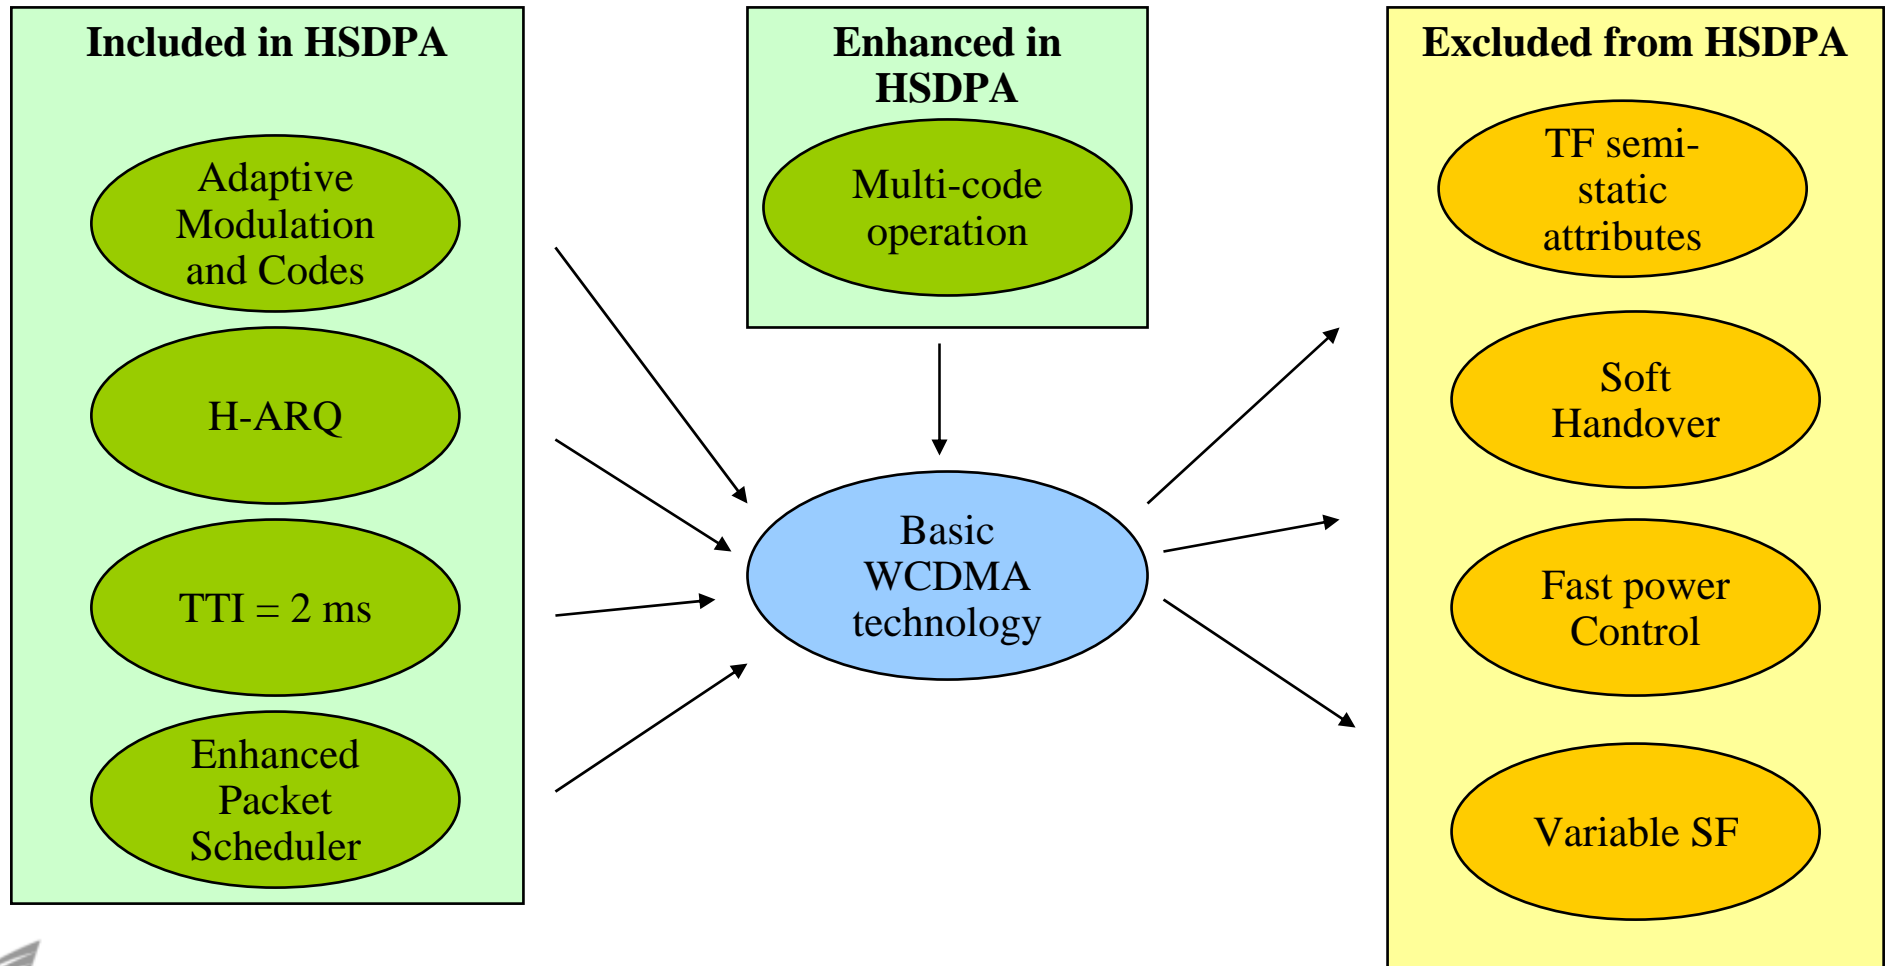 Included in HSDPA
Adaptive
Modulation
and Codes
H-ARQ
TTI = 2 ms
Enhanced
Packet
Scheduler
Enhanced in
HSDPA
Multi-code
operation
Basic
WCDMA
technology
Excluded from HSDPA
TF semi-
static
attributes
Soft
Handover
Fast power
Control
Variable SF